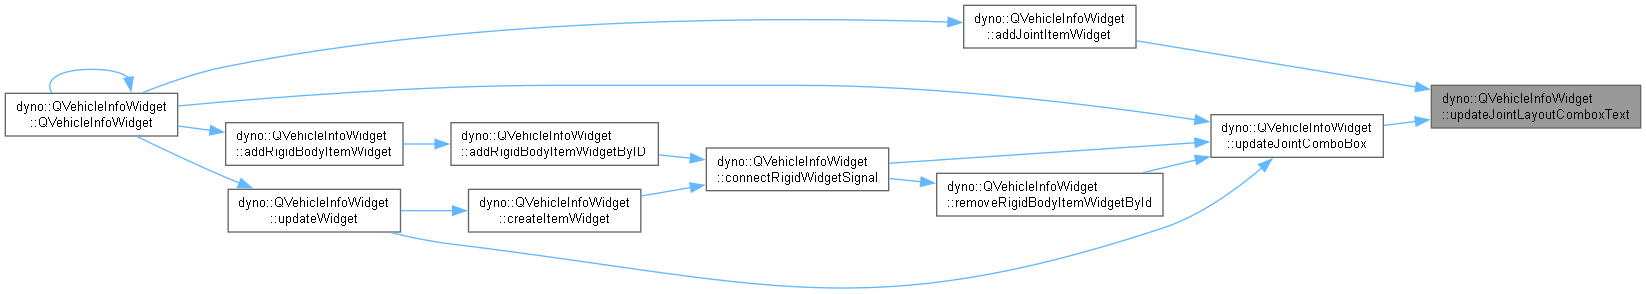 dyno::QVehicleInfoWidget
::QVehicleInfoWidget
dyno::QVehicleInfoWidget
::addRigidBodyItemWidget
dyno::QVehicleInfoWidget
::updateWidget
dyno::QVehicleInfoWidget
::addRigidBodyItemWidgetByID
dyno::QVehicleInfoWidget
::createItemWidget
dyno::QVehicleInfoWidget
::connectRigidWidgetSignal
dyno::QVehicleInfoWidget
::addJointItemWidget
dyno::QVehicleInfoWidget
::removeRigidBodyItemWidgetById
dyno::QVehicleInfoWidget
::updateJointComboBox
dyno::QVehicleInfoWidget
::updateJointLayoutComboxText